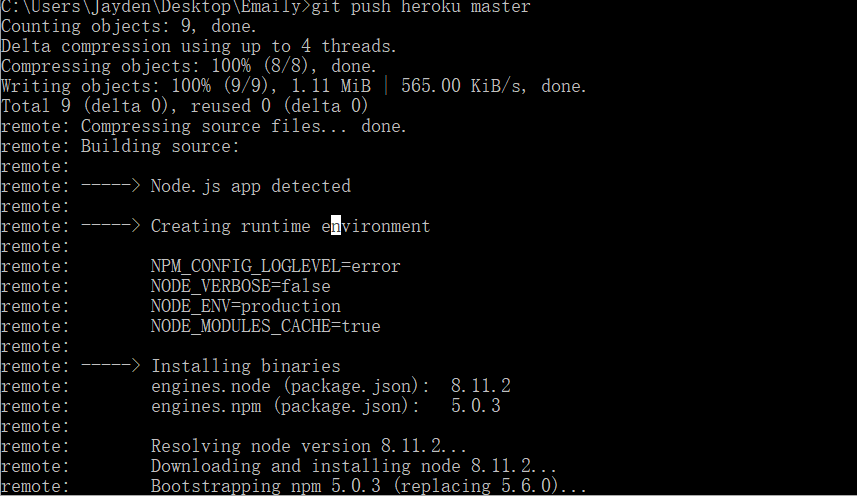 C:\Users\Jayden\Desktop\Emaily>git push heroku master
Counting objects: 9, done.
Delta compression using up to 4 threads.
Compressing objects: 100% (8/8), done.
Writing objects: 100% (9/9), 1.11 MiB | 565.00 KiB/s, done.
Total 9 (delta 0), reused 0 (delta 0)
remote: Compressing source files... done.
remote: Building source:
remote:
remote: -----> Node.js app detected
remote:
remote: -----> Creating runtime environment
remote:
remote:        NPM_CONFIG_LOGLEVEL=error
remote:        NODE_VERBOSE=false
remote:        NODE_ENV=production
remote:        NODE_MODULES_CACHE=true
remote:
remote: -----> Installing binaries
remote:        engines.node (package.json):  8.11.2
remote:        engines.npm (package.json):   5.0.3
remote:
remote:        Resolving node version 8.11.2...
remote:        Downloading and installing node 8.11.2...
remote:        Bootstrapping npm 5.0.3 (replacing 5.6.0)...